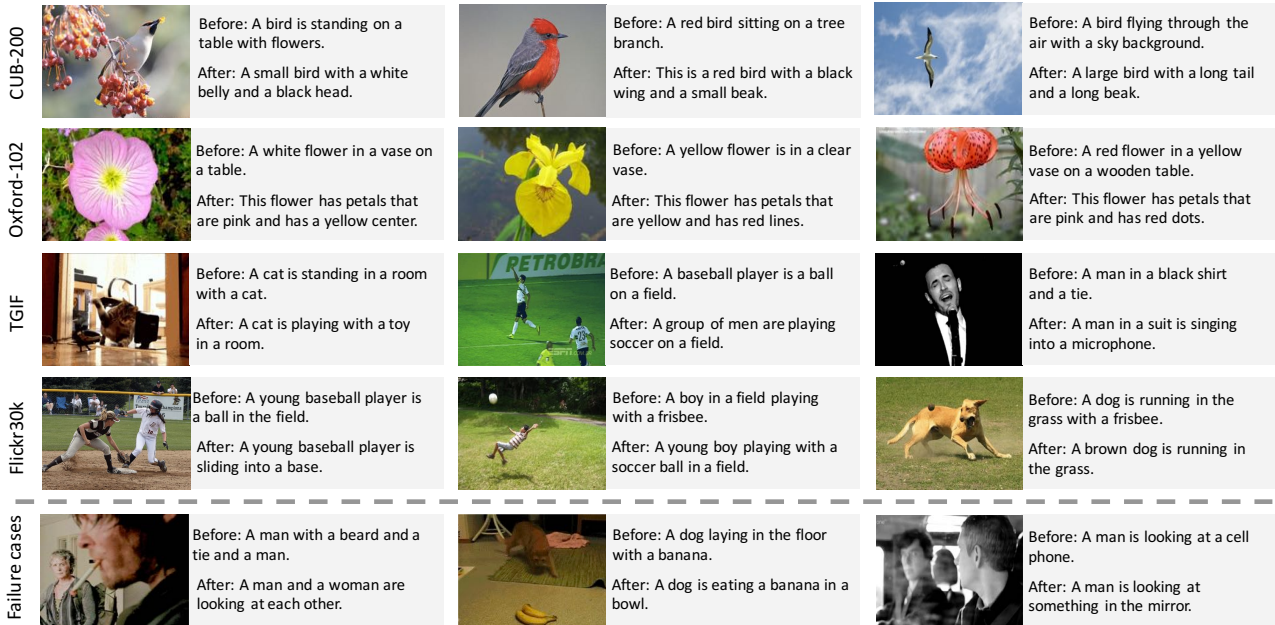 CUB-200
Before: A bird is standing on a
table with flowers.
After: A small bird with a white
belly and a black head.
Before: A red bird sitting on a tree
branch.
After: This is a red bird with a black
wing and a small beak.
Before: A bird flying through the
air with a sky background.
After: A large bird with a long tail
and a long beak.
Oxford-102
Before: A white flower in a vase on
a table.
After: This flower has petals that
are pink and has a yellow center.
Before: A yellow flower is in a clear
vase.
After: This flower has petals that
are yellow and has red lines.
Before: A red flower in a yellow
vase on a wooden table.
After: This flower has petals that
are pink and has red dots.
TGIF
Before: A cat is standing in a room
with a cat.
After: A cat is playing with a toy
in a room.
PETROBRA
Before: A baseball player is a ball
on a field.
After: A group of men are playing
soccer on a field.
Before: A man in a black shirt
and a tie.
After: A man in a suit is singing
into a microphone.
Flickr30k
Before: A young baseball player is
a ball in the field.
After: A young baseball player is
sliding into a base.
Before: A boy in a field playing
with a frisbee.
After: A young boy playing with a
soccer ball in a field.
Before: A dog is running in the
grass with a frisbee.
After: A brown dog is running in
the grass.
Failure cases
Before: A man with a beard and a
tie and a man.
After: A man and a woman are
looking at each other.
Before: A dog laying in the floor
with a banana.
After: A dog is eating a banana in a
bowl.
Before: A man is looking at a cell
phone.
After: A man is looking at
something in the mirror.